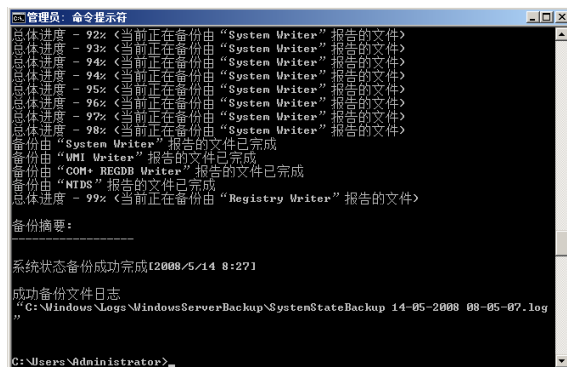 管理员: 命令提示符
总体进度 - 92% (当前正在备份由“System Writer”报告的文件)
总体进度 - 93% (当前正在备份由“System Writer”报告的文件)
总体进度 - 94% (当前正在备份由“System Writer”报告的文件)
总体进度 - 94% (当前正在备份由“System Writer”报告的文件)
总体进度 - 95% (当前正在备份由“System Writer”报告的文件)
总体进度 - 96% (当前正在备份由“System Writer”报告的文件)
总体进度 - 97% (当前正在备份由“System Writer”报告的文件)
总体进度 - 98% (当前正在备份由“System Writer”报告的文件)
备份由“System Writer”报告的文件已完成
备份由“WMI Writer”报告的文件已完成
备份由“COM+ REGDB Writer”报告的文件已完成
备份由“NTDS”报告的文件已完成
总体进度 - 99% (当前正在备份由“Registry Writer”报告的文件)
备份摘要:
------------------
系统状态备份成功完成[2008/5/14 8:27]
成功备份文件日志
“C:\Windows\Logs\WindowsServerBackup\SystemStateBackup 14-05-2008 08-05-07.log
”
C:\Users\Administrator>_